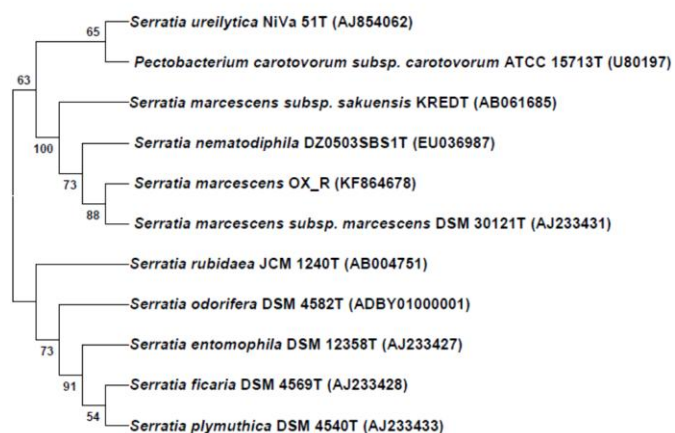 Serratia ureilytica NiVa 51T (AJ854062)
65
Pectobacterium carotovorum subsp. carotovorum ATCC 15713T (U80197)
63
Serratia marcescens subsp. sakuensis KREDT (AB061685)
100
Serratia nematodiphila DZ0503SBS1T (EU036987)
73
Serratia marcescens OX_R (KF864678)
88
Serratia marcescens subsp. marcescens DSM 30121T (AJ233431)
Serratia rubidaea JCM 1240T (AB004751)
Serratia odorifera DSM 4582T (ADBY01000001)
73
Serratia entomophila DSM 12358T (AJ233427)
91
Serratia ficaria DSM 4569T (AJ233428)
54
Serratia plymuthica DSM 4540T (AJ233433)